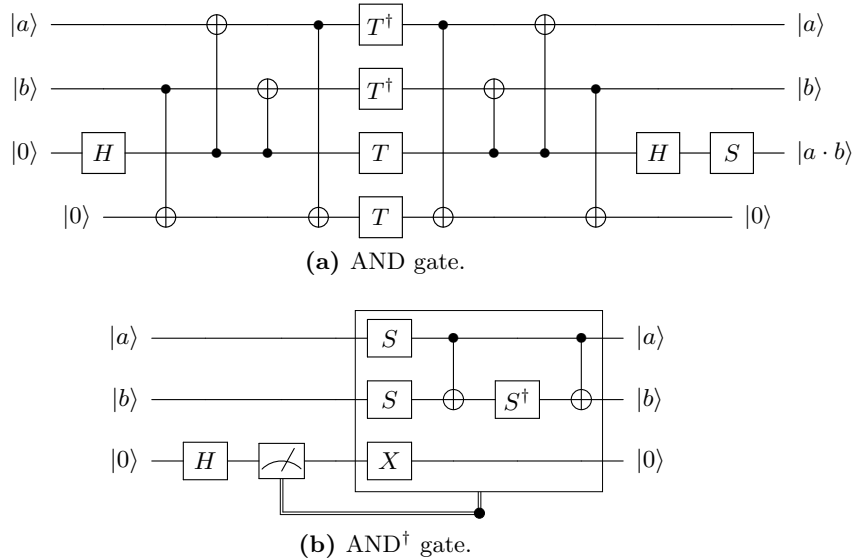 |a⟩ T† |a⟩
|b⟩ T† |b⟩
|0⟩ H T H S |a · b⟩
|0⟩ T |0⟩
(a) AND gate.
|a⟩ S |a⟩
|b⟩ S S† |b⟩
|0⟩ H X |0⟩
(b) AND† gate.